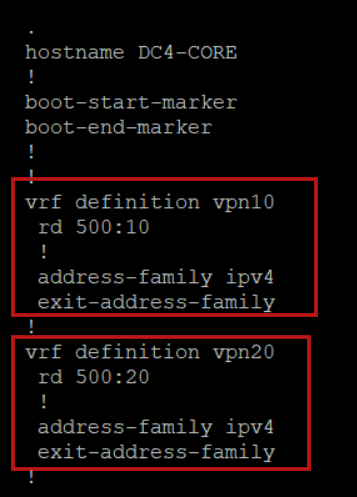 .
hostname DC4-CORE
!
boot-start-marker
boot-end-marker
!
!
vrf definition vpn10
rd 500:10
!
address-family ipv4
exit-address-family
!
vrf definition vpn20
rd 500:20
!
address-family ipv4
exit-address-family
!